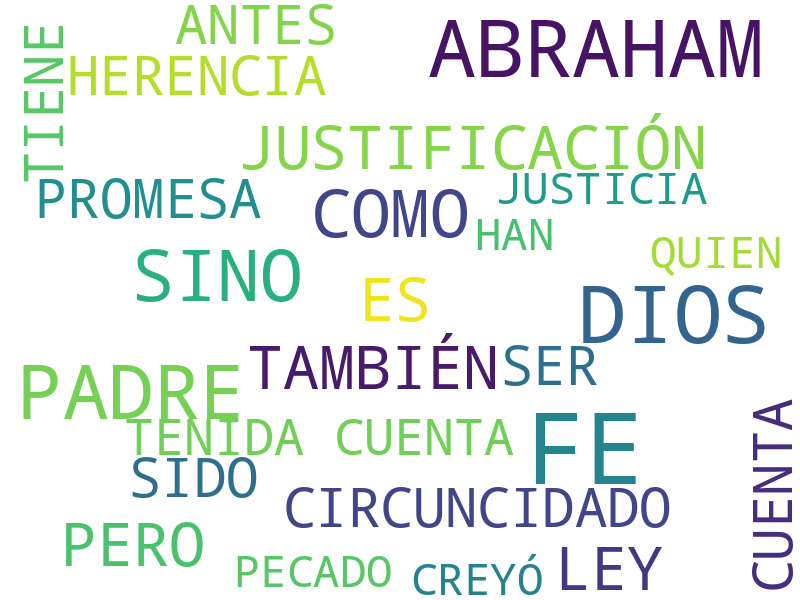 ANTES
ABRAHAM
TIENE
HERENCIA
JUSTIFICACIÓN
PROMESA
COMO
JUSTICIA
HAN
QUIEN
SINO
ES
DIOS
TAMBIÉN
SER
PADRE
TENIDA CUENTA
FE
CUENTA
SIDO
CIRCUNCIDADO
PERO
PECADO
CREYÓ
LEY